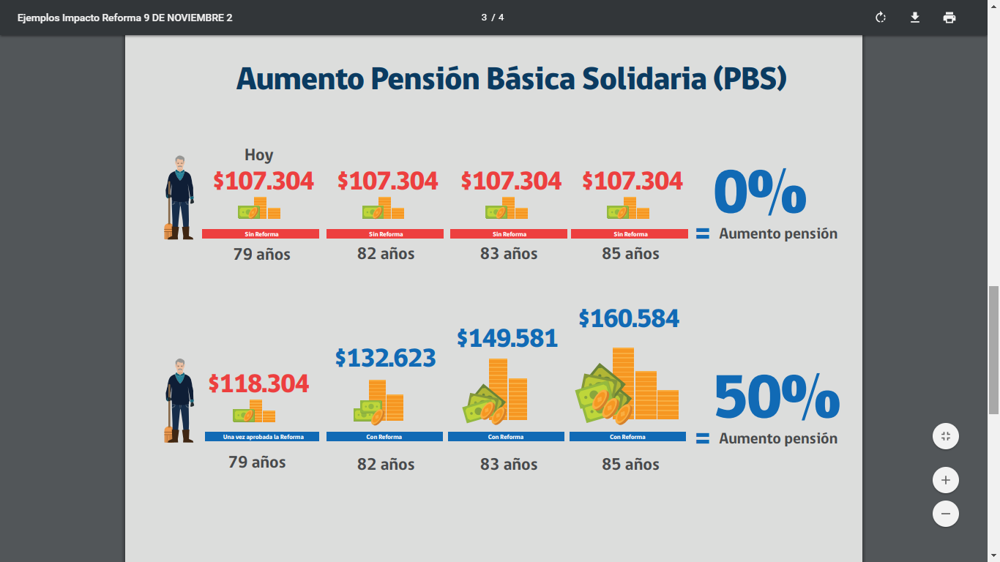 Ejemplos Impacto Reforma 9 DE NOVIEMBRE 2
3 / 4
Aumento Pensión Básica Solidaria (PBS)
Hoy
$107.304 $107.304 $107.304 $107.304 0%
Sin Reforma Sin Reforma Sin Reforma Sin Reforma = Aumento pensión
79 años 82 años 83 años 85 años
$118.304 $132.623 $149.581 $160.584 50%
Una vez aprobada la Reforma Con Reforma Con Reforma Con Reforma = Aumento pensión
79 años 82 años 83 años 85 años